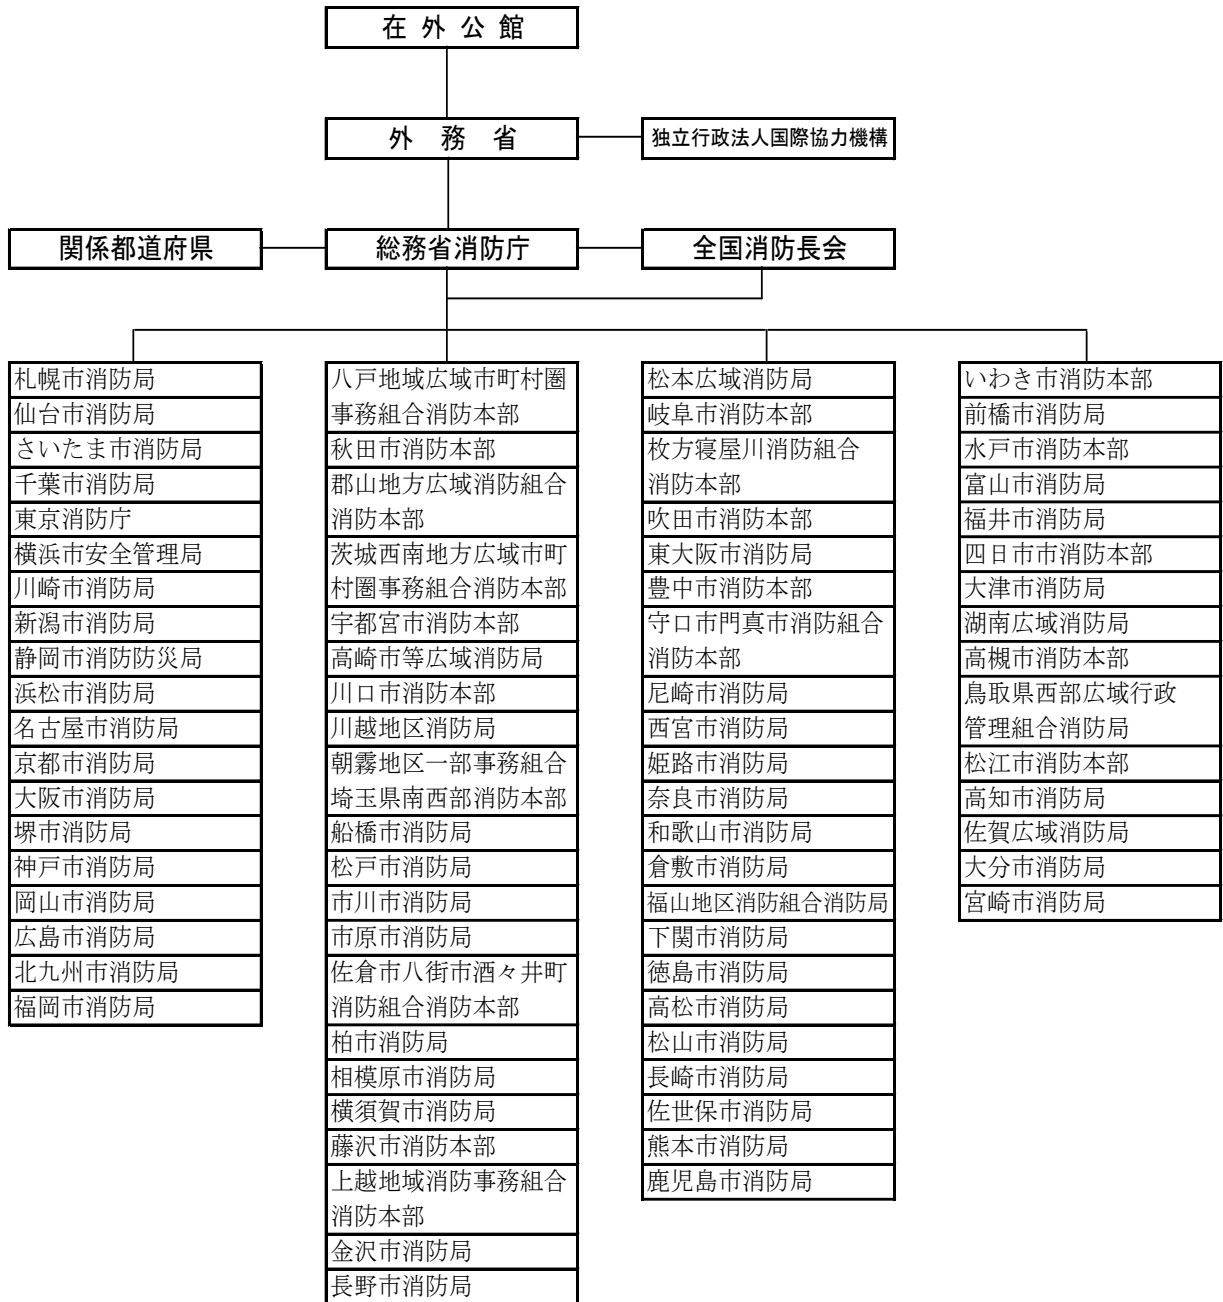 在外公館
外務省
独立行政法人国際協力機構
関係都道府県
総務省消防庁
全国消防長会
札幌市消防局
仙台市消防局
さいたま市消防局
千葉市消防局
東京消防庁
横浜市安全管理局
川崎市消防局
新潟市消防局
静岡市消防防災局
浜松市消防局
名古屋市消防局
京都市消防局
大阪市消防局
堺市消防局
神戸市消防局
岡山市消防局
広島市消防局
北九州市消防局
福岡市消防局
八戸地域広域市町村圏
事務組合消防本部
秋田市消防本部
郡山地方広域消防組合
消防本部
茨城西南地方広域市町
村圏事務組合消防本部
宇都宮市消防本部
高崎市等広域消防局
川口市消防本部
川越地区消防局
朝霧地区一部事務組合
埼玉県南西部消防本部
船橋市消防局
松戸市消防局
市川市消防局
市原市消防局
佐倉市八街市酒々井町
消防組合消防本部
柏市消防局
相模原市消防局
横須賀市消防局
藤沢市消防本部
上越地域消防事務組合
消防本部
金沢市消防局
長野市消防局
松本広域消防局
岐阜市消防本部
枚方寝屋川消防組合
消防本部
吹田市消防本部
東大阪市消防局
豊中市消防本部
守口市門真市消防組合
消防本部
尼崎市消防局
西宮市消防局
姫路市消防局
奈良市消防局
和歌山市消防局
倉敷市消防局
福山地区消防組合消防局
下関市消防局
徳島市消防局
高松市消防局
松山市消防局
長崎市消防局
佐世保市消防局
熊本市消防局
鹿児島市消防局
いわき市消防本部
前橋市消防局
水戸市消防本部
富山市消防局
福井市消防局
四日市市消防本部
大津市消防局
湖南広域消防局
高槻市消防本部
鳥取県西部広域行政
管理組合消防局
松江市消防本部
高知市消防局
佐賀広域消防局
大分市消防局
宮崎市消防局